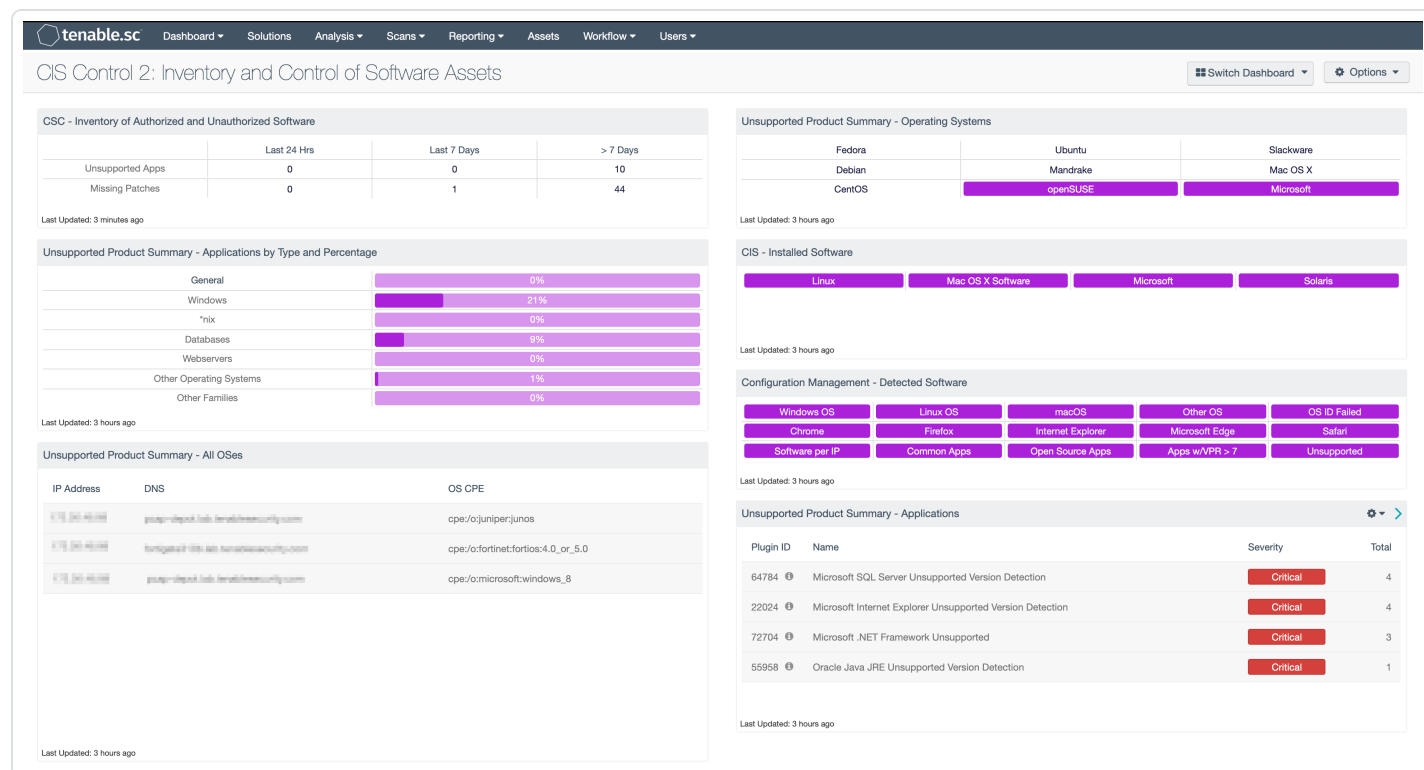 tenable.sc Dashboard Solutions Analysis Scans Reporting Assets Workflow Users
CIS Control 2: Inventory and Control of Software Assets
Switch Dashboard Options
CSC - Inventory of Authorized and Unauthorized Software
Last 24 Hrs Last 7 Days > 7 Days
Unsupported Apps 0 0 10
Missing Patches 0 1 44
Last Updated: 3 minutes ago
Unsupported Product Summary - Applications by Type and Percentage
General 0%
Windows 21%
*nix 0%
Databases 9%
Webservers 0%
Other Operating Systems 1%
Other Families 0%
Last Updated: 3 hours ago
Unsupported Product Summary - All OSes
IP Address DNS OS CPE
cpe:/o:juniper:junos
cpe:/o:fortinet:fortios:4.0_or_5.0
cpe:/o:microsoft:windows_8
Last Updated: 3 hours ago
Unsupported Product Summary - Operating Systems
Fedora Ubuntu Slackware
Debian Mandrake Mac OS X
CentOS openSUSE Microsoft
Last Updated: 3 hours ago
CIS - Installed Software
Linux Mac OS X Software Microsoft Solaris
Last Updated: 3 hours ago
Configuration Management - Detected Software
Windows OS Linux OS macOS Other OS OS ID Failed
Chrome Firefox Internet Explorer Microsoft Edge Safari
Software per IP Common Apps Open Source Apps Apps w/VPR > 7 Unsupported
Last Updated: 3 hours ago
Unsupported Product Summary - Applications
Plugin ID Name Severity Total
64784 Microsoft SQL Server Unsupported Version Detection Critical 4
22024 Microsoft Internet Explorer Unsupported Version Detection Critical 4
72704 Microsoft .NET Framework Unsupported Critical 3
55958 Oracle Java JRE Unsupported Version Detection Critical 1
Last Updated: 3 hours ago